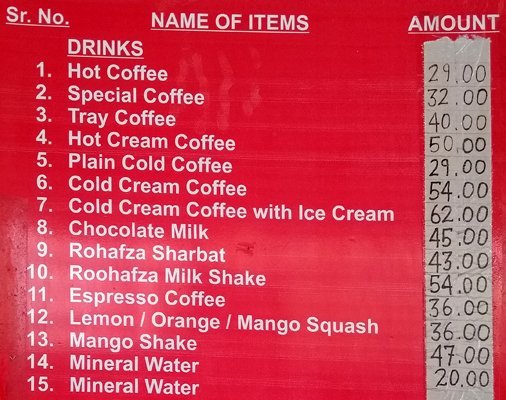 Sr. No. NAME OF ITEMS AMOUNT
DRINKS
1. Hot Coffee 29.00
2. Special Coffee 32.00
3. Tray Coffee 40.00
4. Hot Cream Coffee 50.00
5. Plain Cold Coffee 29.00
6. Cold Cream Coffee 54.00
7. Cold Cream Coffee with Ice Cream 62.00
8. Chocolate Milk 45.00
9. Rohafza Sharbat 43.00
10. Roohafza Milk Shake 54.00
11. Espresso Coffee 36.00
12. Lemon / Orange / Mango Squash 36.00
13. Mango Shake 47.00
14. Mineral Water 20.00
15. Mineral Water